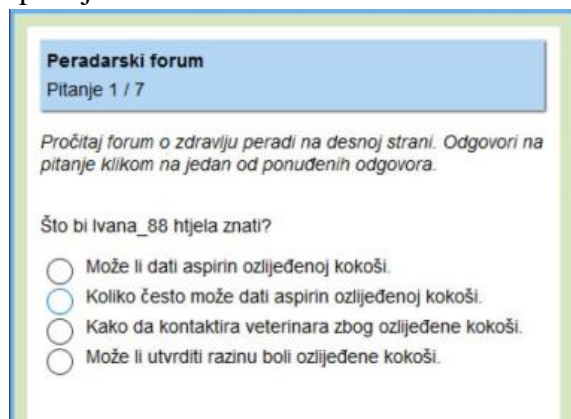 Peradarski forum
Pitanje 1 / 7
Pročitaj forum o zdravlju peradi na desnoj strani. Odgovori na
pitanje klikom na jedan od ponuđenih odgovora.
Što bi Ivana_88 htjela znati?
Može li dati aspirin ozlijeđenoj kokoši.
Koliko često može dati aspirin ozlijeđenoj kokoši.
Kako da kontaktira veterinara zbog ozlijeđene kokoši.
Može li utvrditi razinu boli ozlijeđene kokoši.